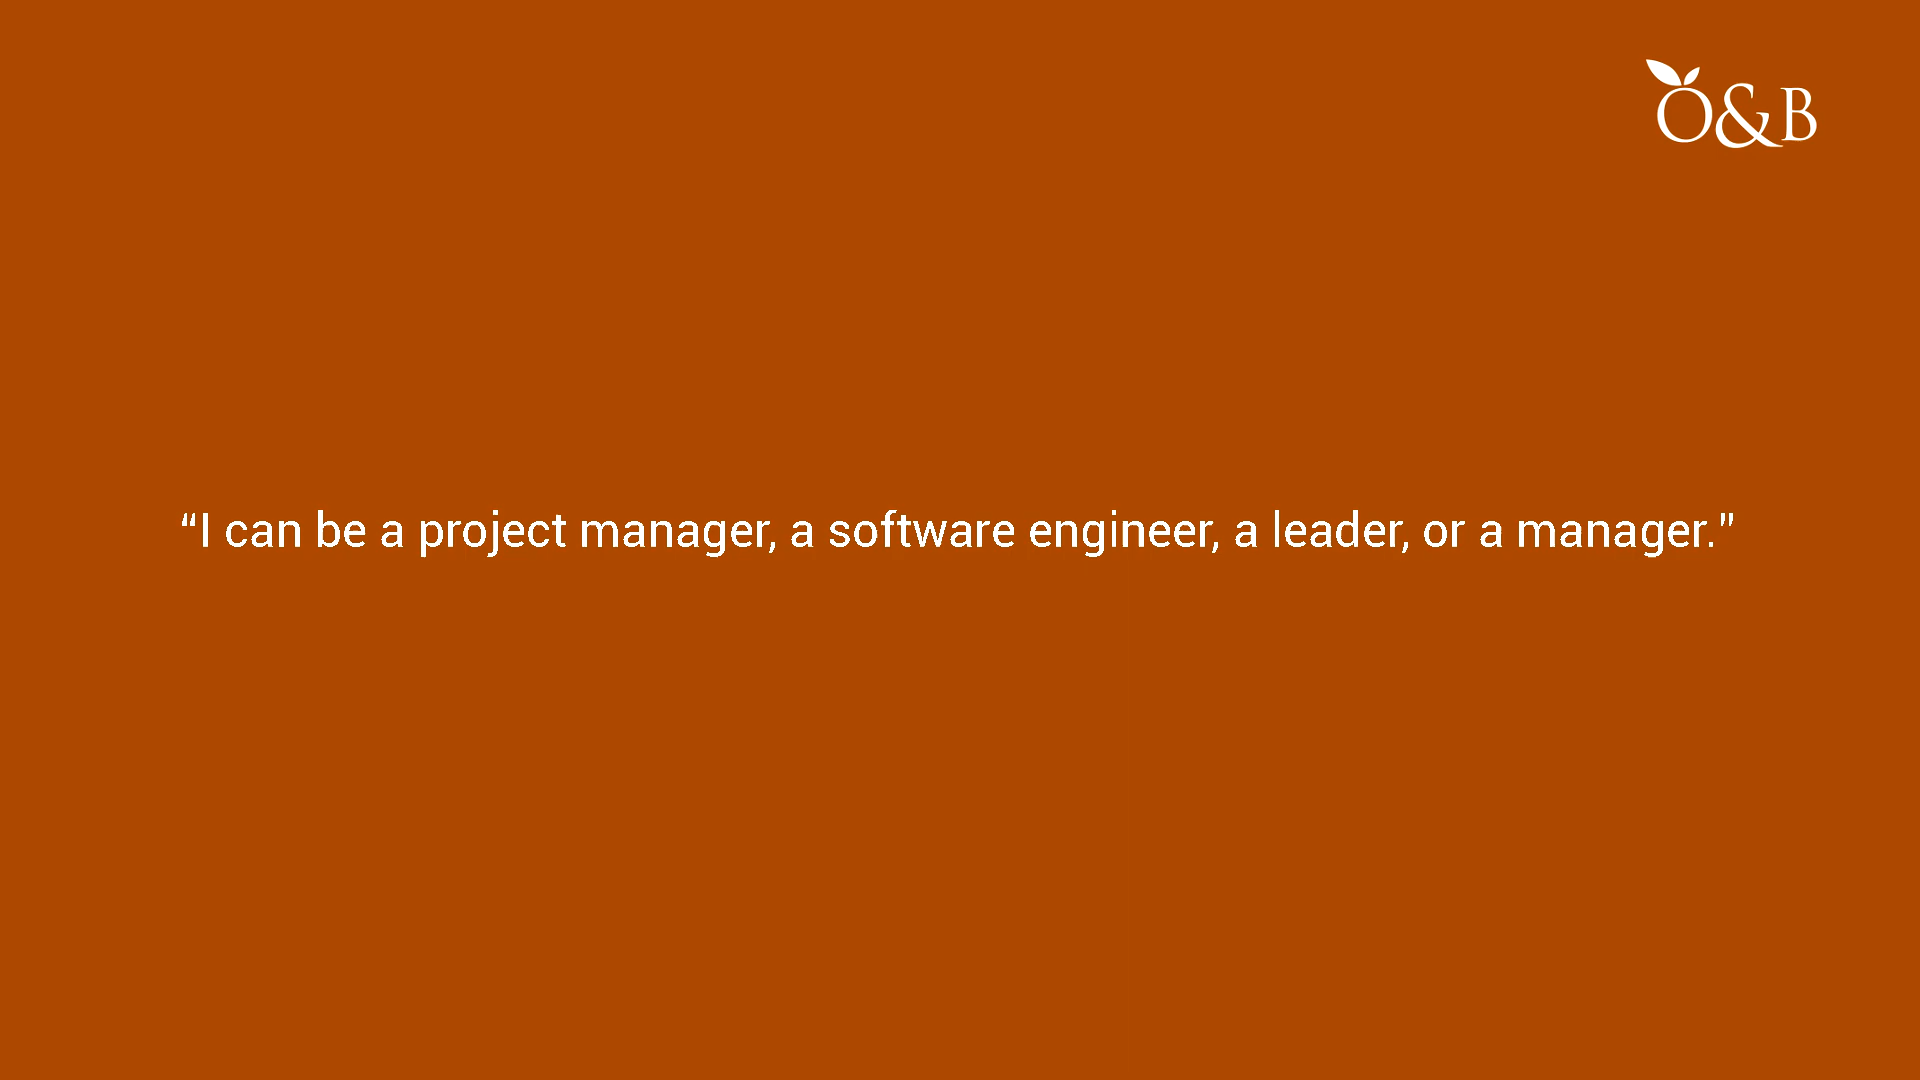 O&B
“I can be a project manager, a software engineer, a leader, or a manager.”